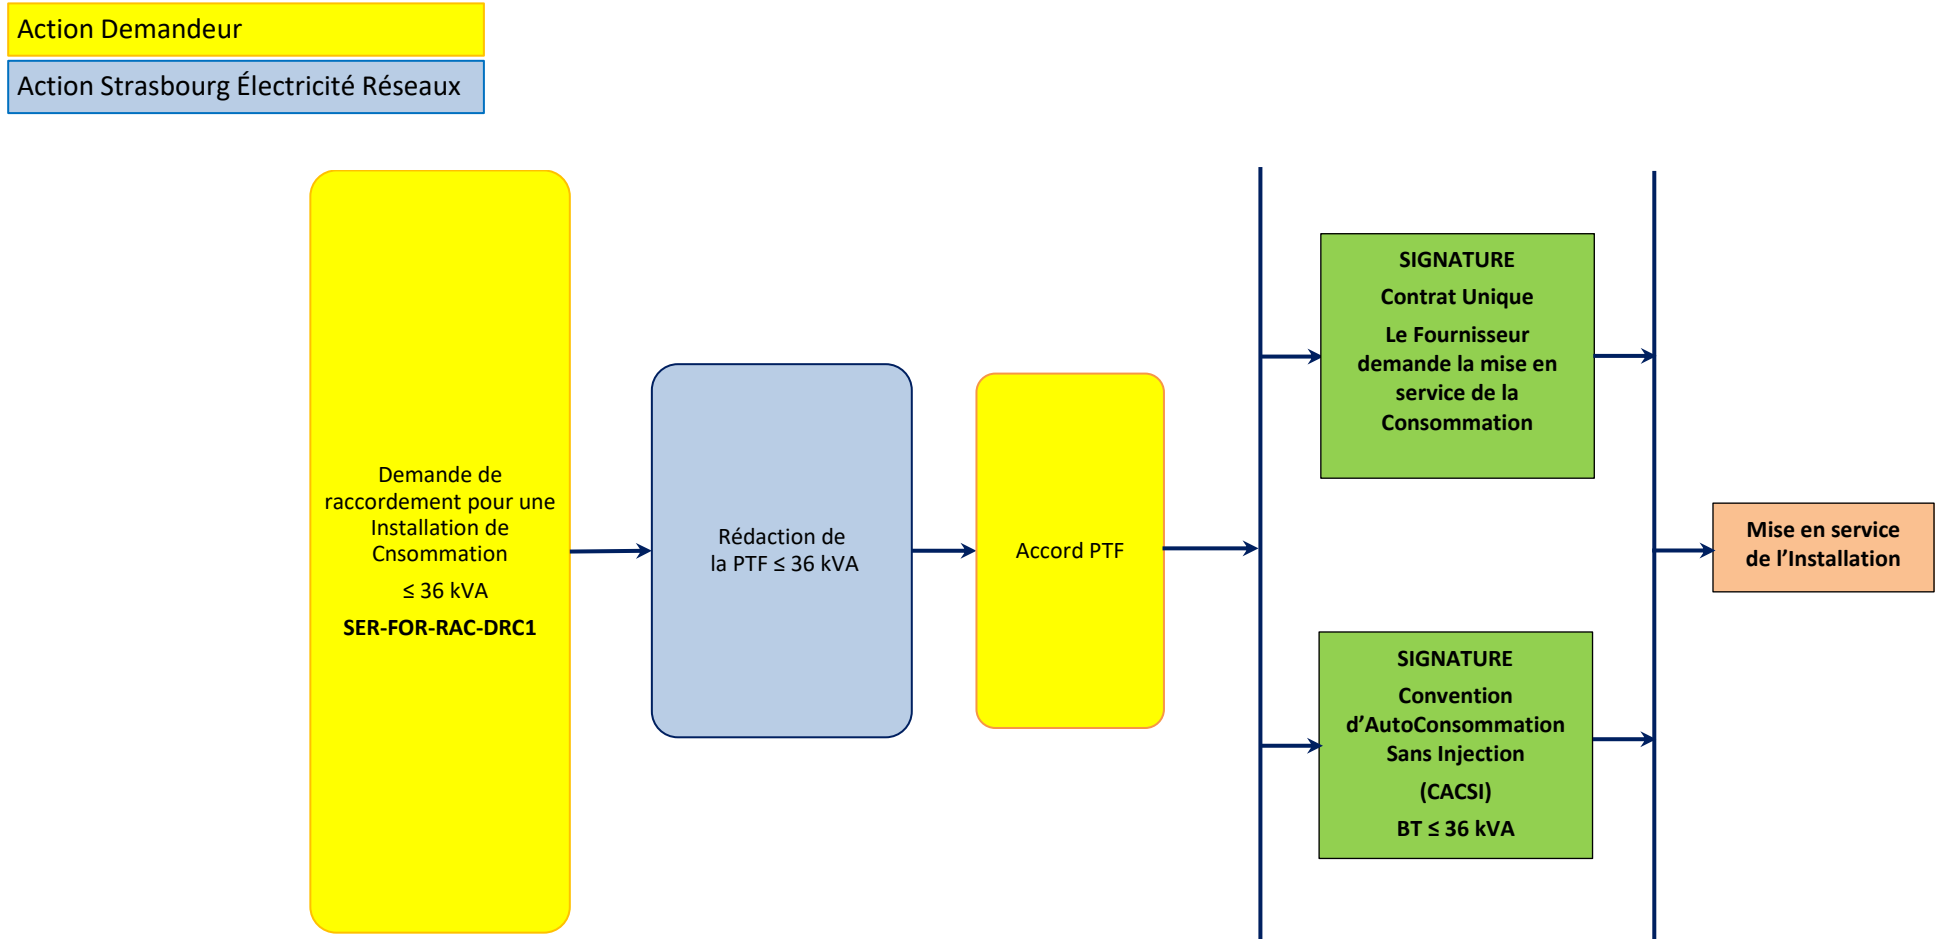 Action Demandeur
Action Strasbourg Électricité Réseaux
Demande de
raccordement pour une
Installation de
Cnsommation
≤ 36 kVA
SER-FOR-RAC-DRC1
Rédaction de
la PTF ≤ 36 kVA
Accord PTF
SIGNATURE
Contrat Unique
Le Fournisseur
demande la mise en
service de la
Consommation
SIGNATURE
Convention
d’AutoConsommation
Sans Injection
(CACSI)
BT ≤ 36 kVA
Mise en service
de l’Installation